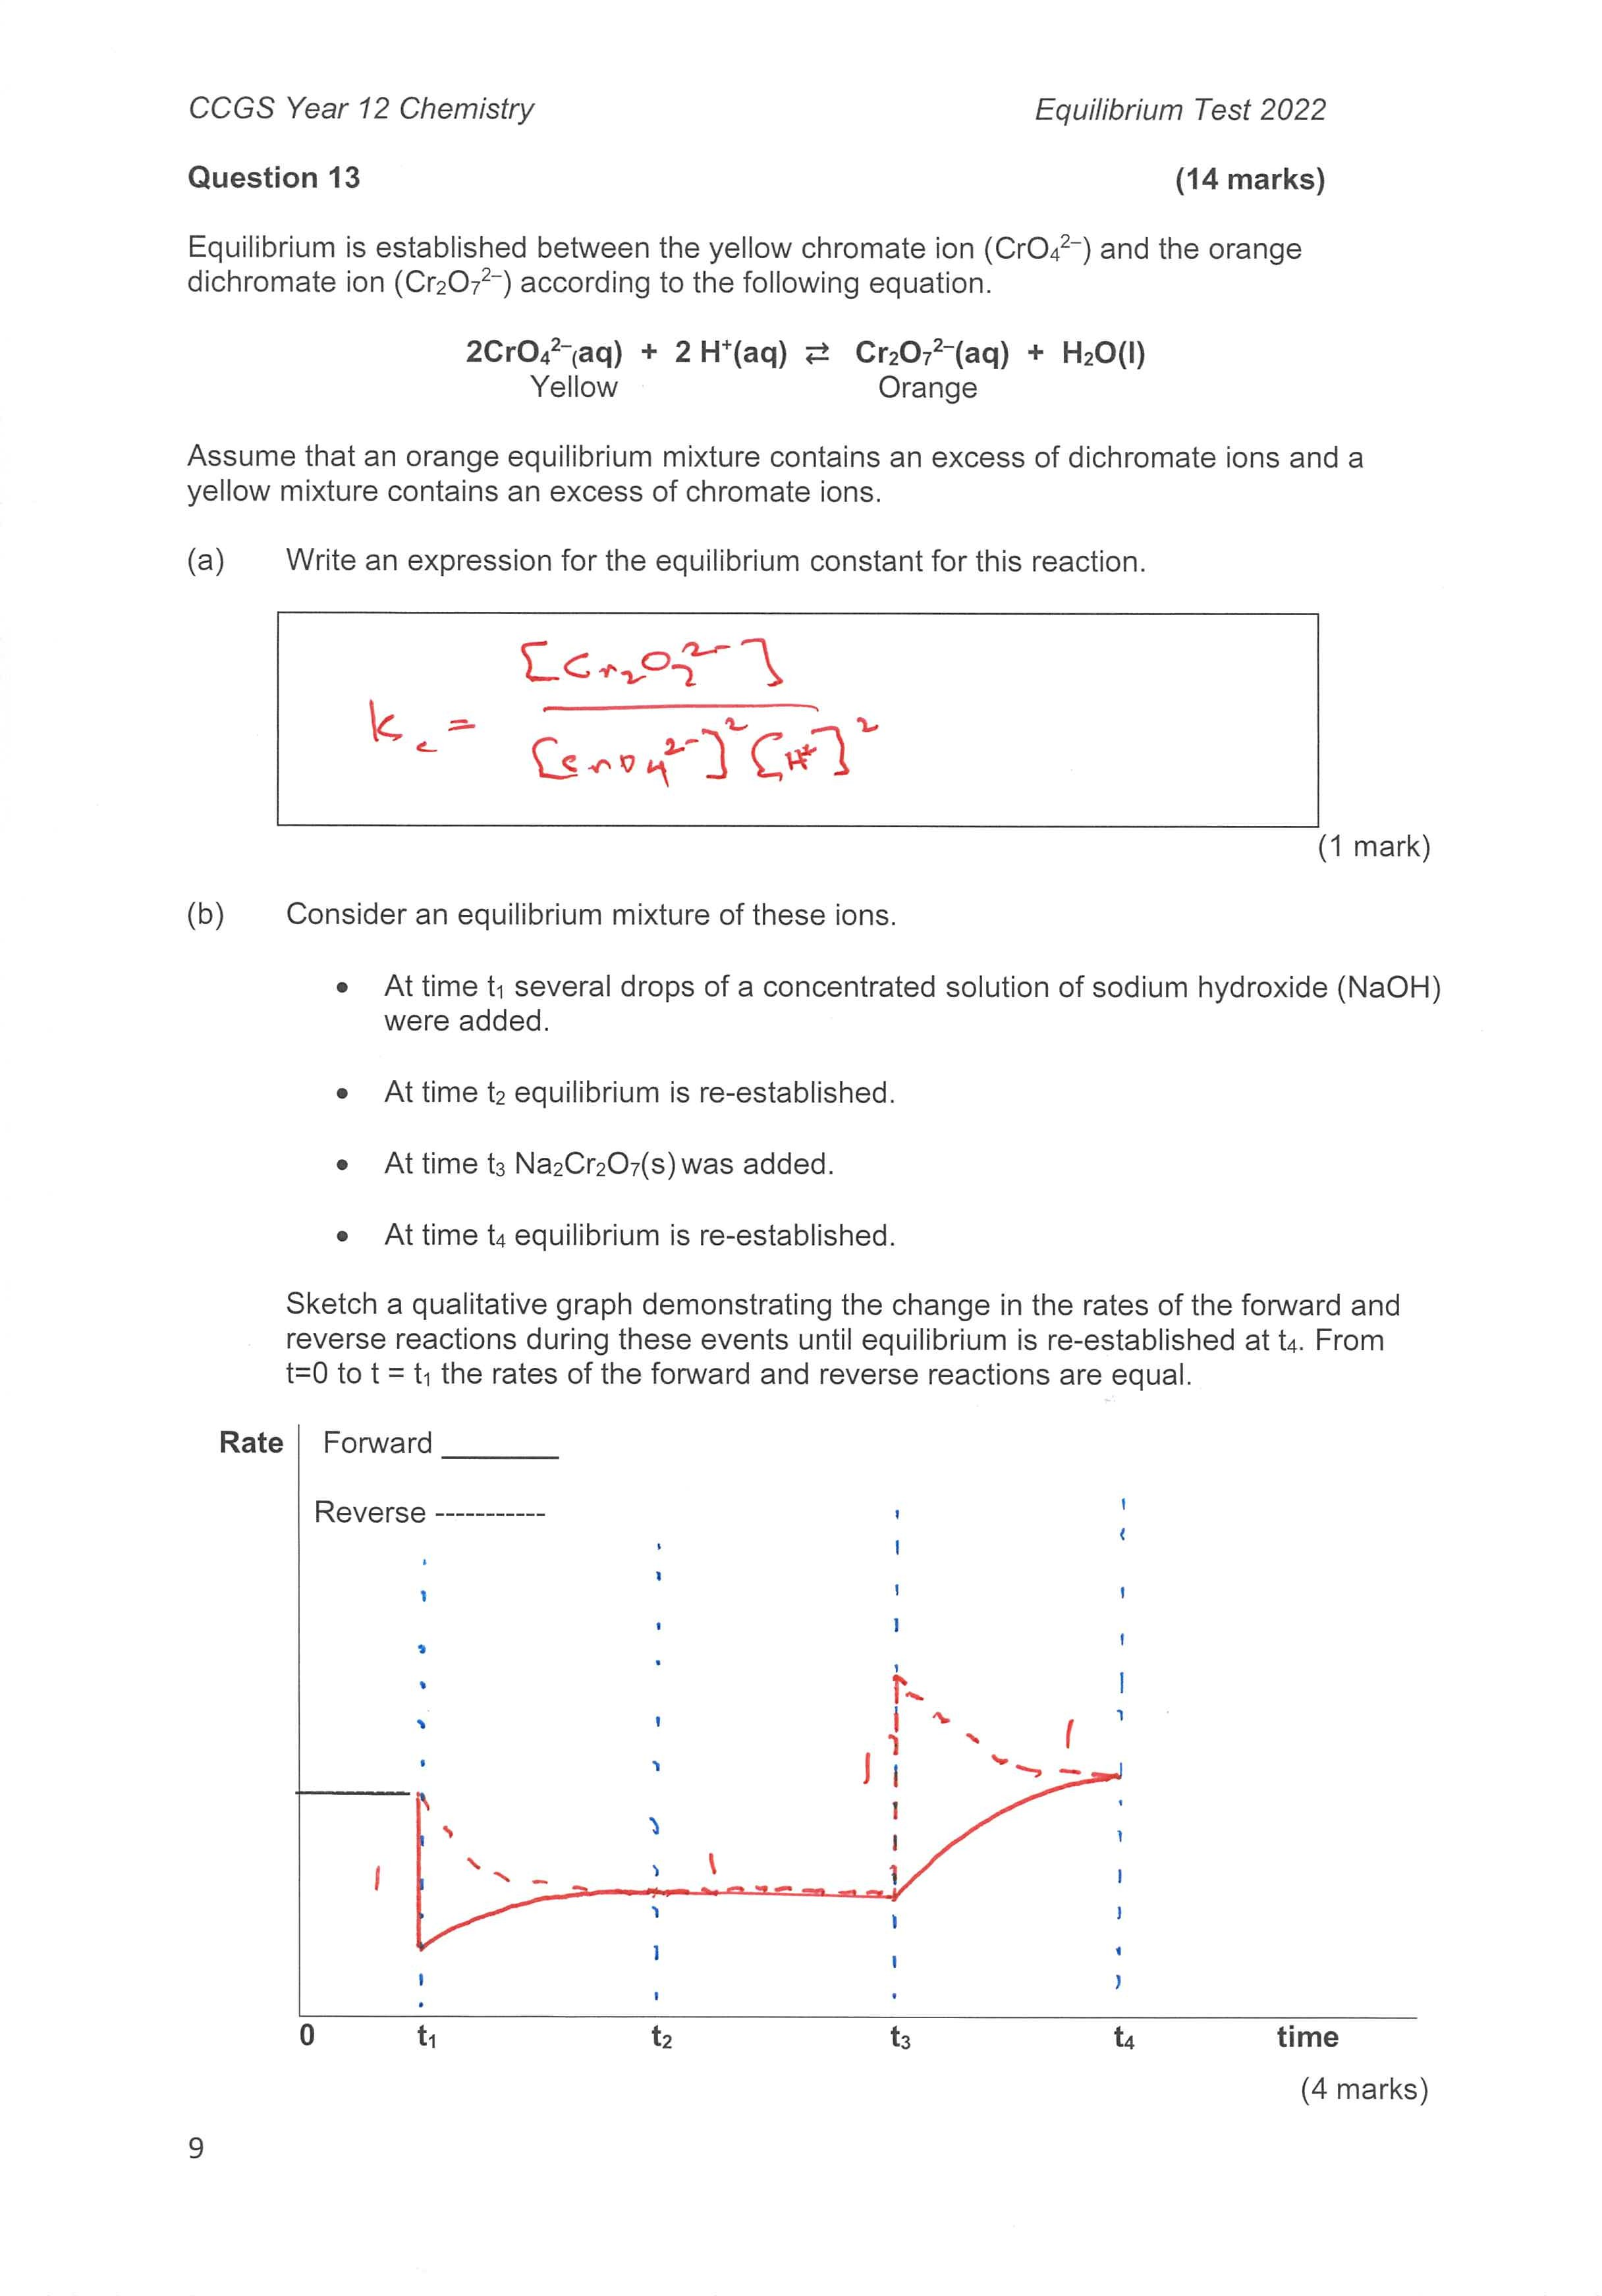 CCGS Year 12 Chemistry Equilibrium Test 2022
Question 13 (14 marks)
Equilibrium is established between the yellow chromate ion (CrO₄²⁻) and the orange
dichromate ion (Cr₂O₇²⁻) according to the following equation.
2CrO₄²⁻(aq) + 2 H⁺(aq) ⇄ Cr₂O₇²⁻(aq) + H₂O(l)
Yellow Orange
Assume that an orange equilibrium mixture contains an excess of dichromate ions and a
yellow mixture contains an excess of chromate ions.
(a) Write an expression for the equilibrium constant for this reaction.
[Cr₂O₇²⁻]
Kc =
[CrO₄²⁻]² [H⁺]²
(1 mark)
(b) Consider an equilibrium mixture of these ions.
• At time t₁ several drops of a concentrated solution of sodium hydroxide (NaOH)
were added.
• At time t₂ equilibrium is re-established.
• At time t₃ Na₂Cr₂O₇(s) was added.
• At time t₄ equilibrium is re-established.
Sketch a qualitative graph demonstrating the change in the rates of the forward and
reverse reactions during these events until equilibrium is re-established at t₄. From
t=0 to t = t₁ the rates of the forward and reverse reactions are equal.
Rate Forward ________
Reverse -----------
1
1
1
1
0 t₁ t₂ t₃ t₄ time
(4 marks)
9